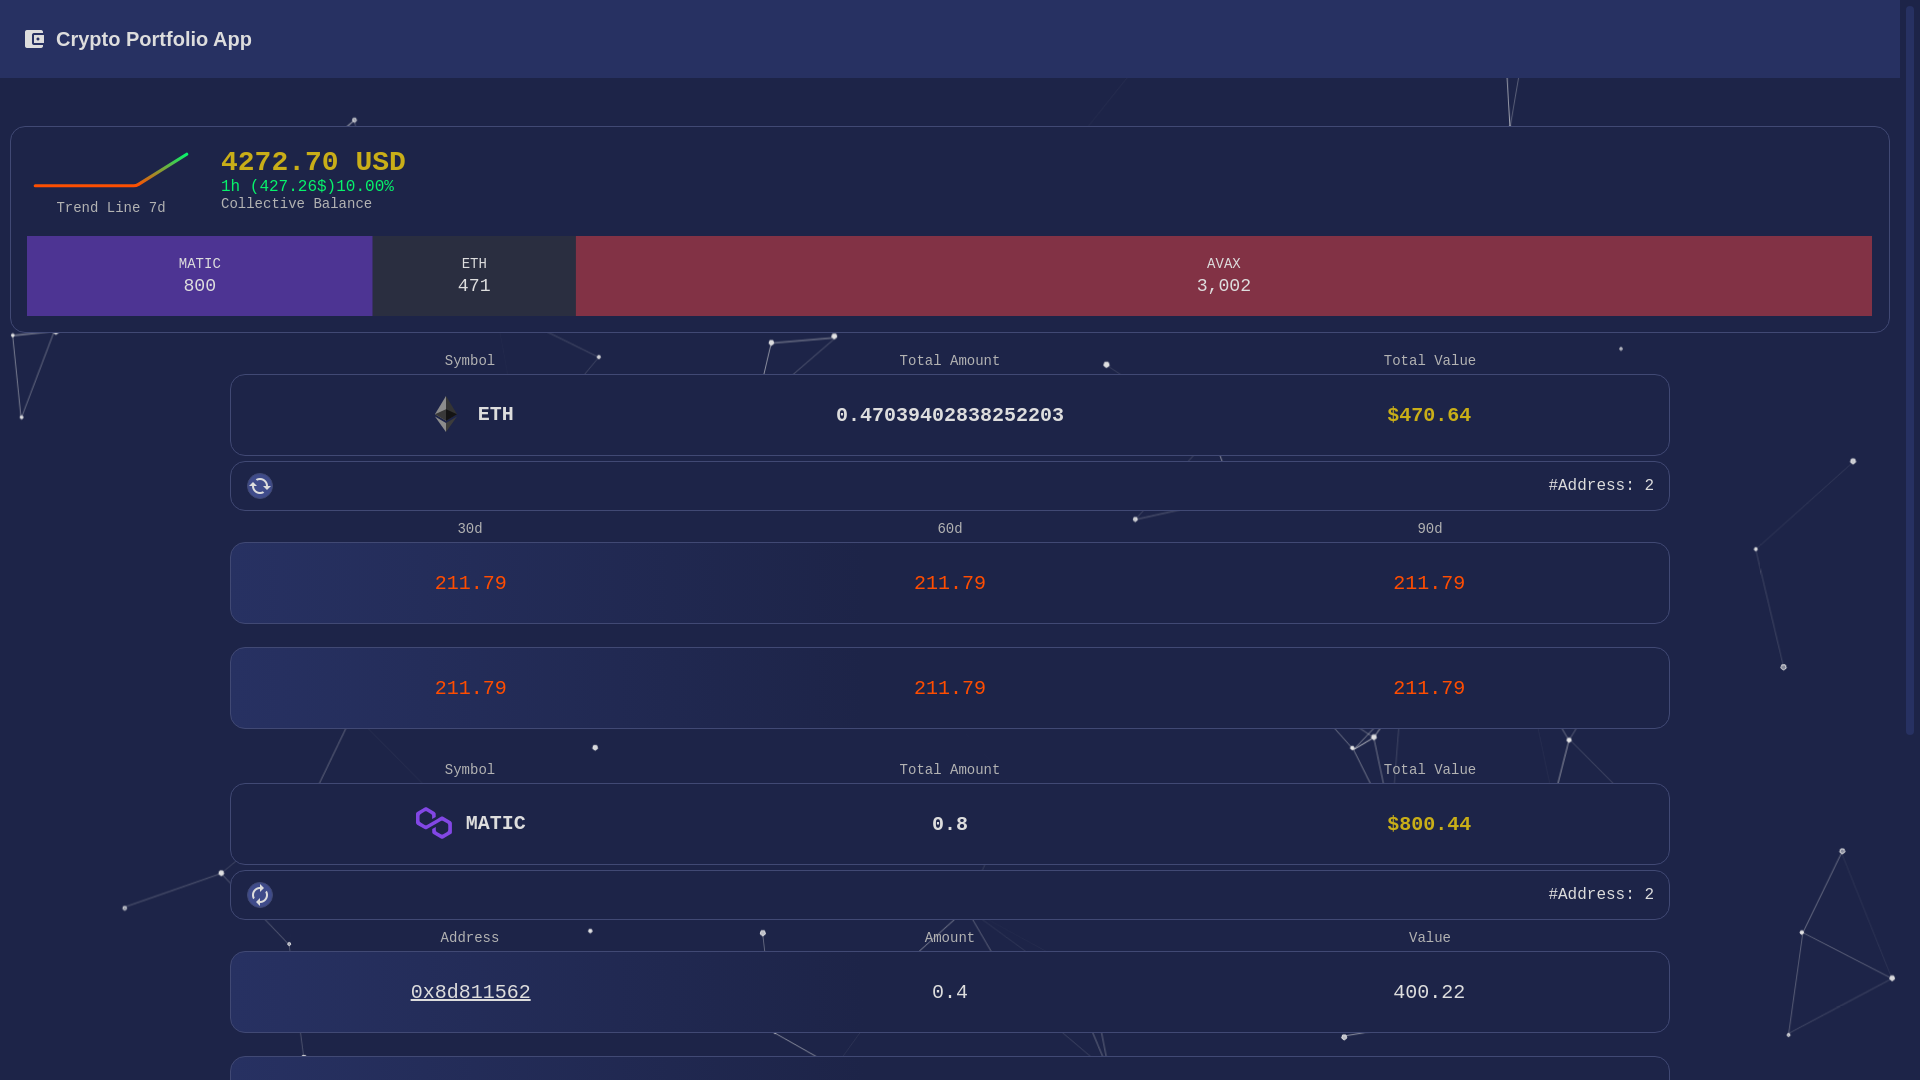 Crypto Portfolio App
4272.70 USD
1h (427.26$)10.00%
Collective Balance
Trend Line 7d
MATIC
800
ETH
471
AVAX
3,002
Symbol Total Amount Total Value
ETH 0.47039402838252203 $470.64
#Address: 2
30d 60d 90d
211.79 211.79 211.79
211.79 211.79 211.79
Symbol Total Amount Total Value
MATIC 0.8 $800.44
#Address: 2
Address Amount Value
0x8d811562 0.4 400.22